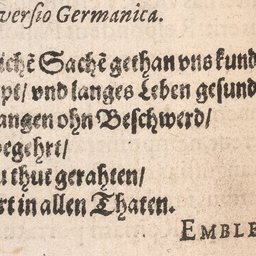 versio Germanica.
ichẽ Sachẽ gethan vns kund
pt/ vnd langes Leben gesund
angen ohn Beschwerd/
begehrt/
u thut gerahten/
rt in allen Thaten.
EMBLE